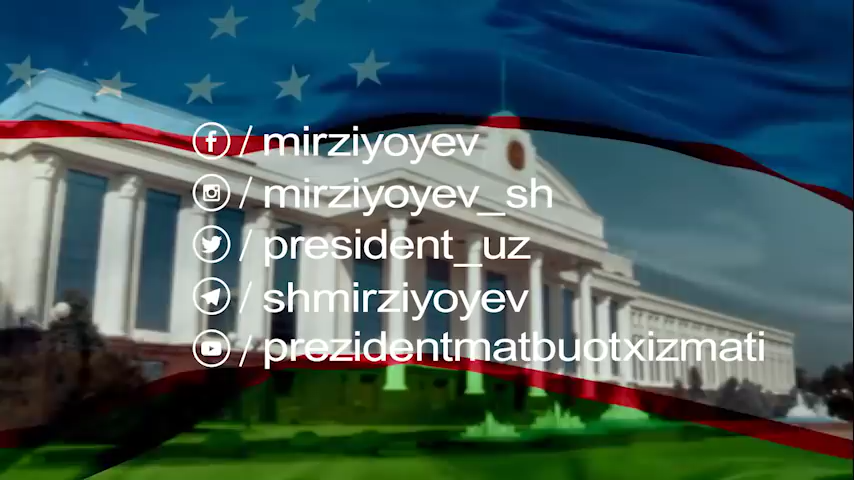 / mirziyoyev
/ mirziyoyev_sh
/ president_uz
/ shmirziyoyev
/ prezidentmatbuotxizmati